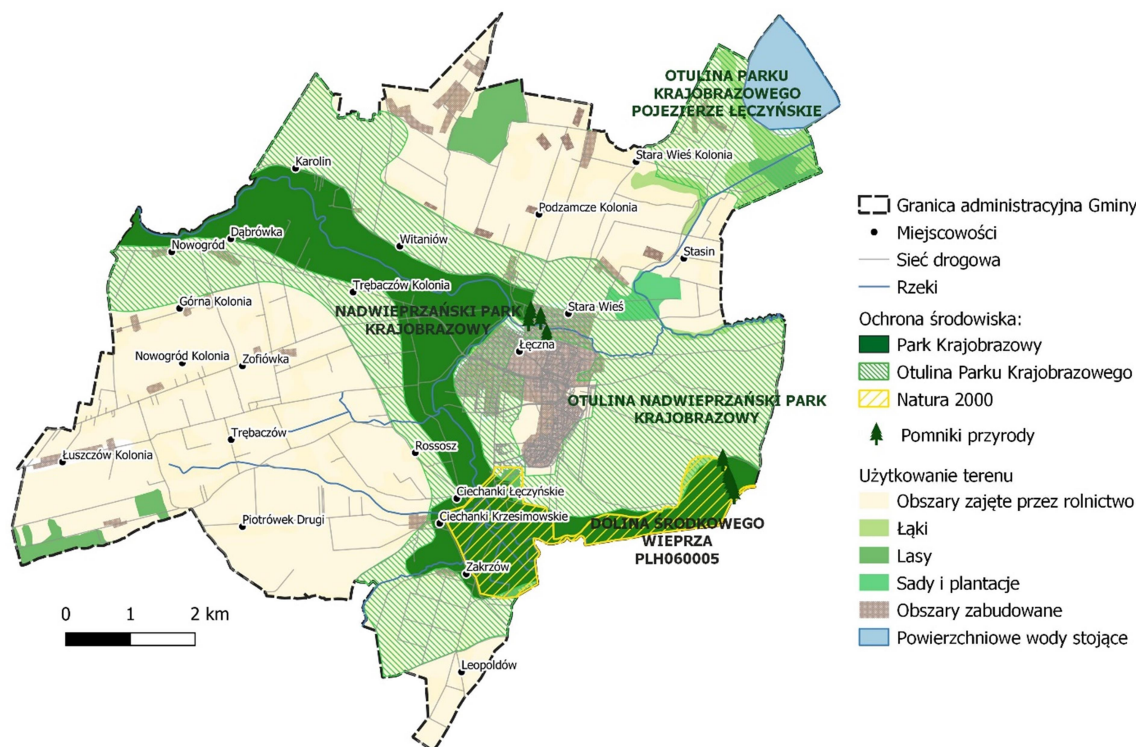 OTULINA PARKU
KRAJOBRAZOWEGO
POJEZIERZE ŁĘCZYŃSKIE
Stara Wieś Kolonia
Karolin
Podzamcze Kolonia
Dąbrówka
Nowogród
Witaniów
Stasin
Trębaczów Kolonia
Górna Kolonia
Stara Wieś
NADWIEPRZAŃSKI PARK
KRAJOBRAZOWY
Łęczna
Nowogród Kolonia
Zofiówka
OTULINA NADWIEPRZAŃSKI PARK
KRAJOBRAZOWY
Trębaczów
Rossosz
Łuszczów Kolonia
Ciechanki Łęczyńskie
Ciechanki Krzesimowskie
Piotrówek Drugi
DOLINA ŚRODKOWEGO
WIEPRZA
PLH060005
Zakrzów
Leopoldów
0 1 2 km
Granica administracyjna Gminy
Miejscowości
Sieć drogowa
Rzeki
Ochrona środowiska:
Park Krajobrazowy
Otulina Parku Krajobrazowego
Natura 2000
Pomniki przyrody
Użytkowanie terenu
Obszary zajęte przez rolnictwo
Łąki
Lasy
Sady i plantacje
Obszary zabudowane
Powierzchniowe wody stojące